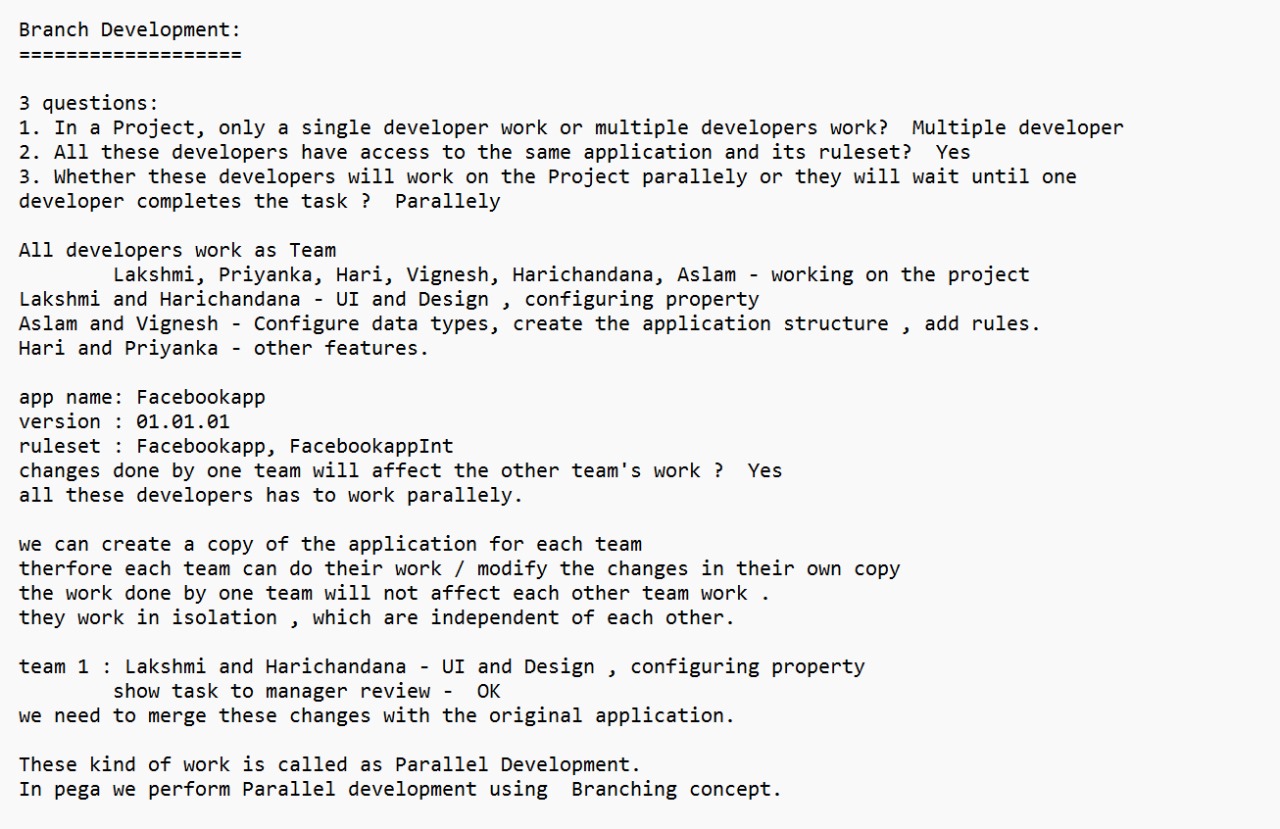 Branch Development:
===================
3 questions:
1. In a Project, only a single developer work or multiple developers work?  Multiple developer
2. All these developers have access to the same application and its ruleset?  Yes
3. Whether these developers will work on the Project parallely or they will wait until one
developer completes the task ?  Parallely
All developers work as Team
        Lakshmi, Priyanka, Hari, Vignesh, Harichandana, Aslam - working on the project
Lakshmi and Harichandana - UI and Design , configuring property
Aslam and Vignesh - Configure data types, create the application structure , add rules.
Hari and Priyanka - other features.
app name: Facebookapp
version : 01.01.01
ruleset : Facebookapp, FacebookappInt
changes done by one team will affect the other team's work ?  Yes
all these developers has to work parallely.
we can create a copy of the application for each team
therfore each team can do their work / modify the changes in their own copy
the work done by one team will not affect each other team work .
they work in isolation , which are independent of each other.
team 1 : Lakshmi and Harichandana - UI and Design , configuring property
        show task to manager review -  OK
we need to merge these changes with the original application.
These kind of work is called as Parallel Development.
In pega we perform Parallel development using  Branching concept.